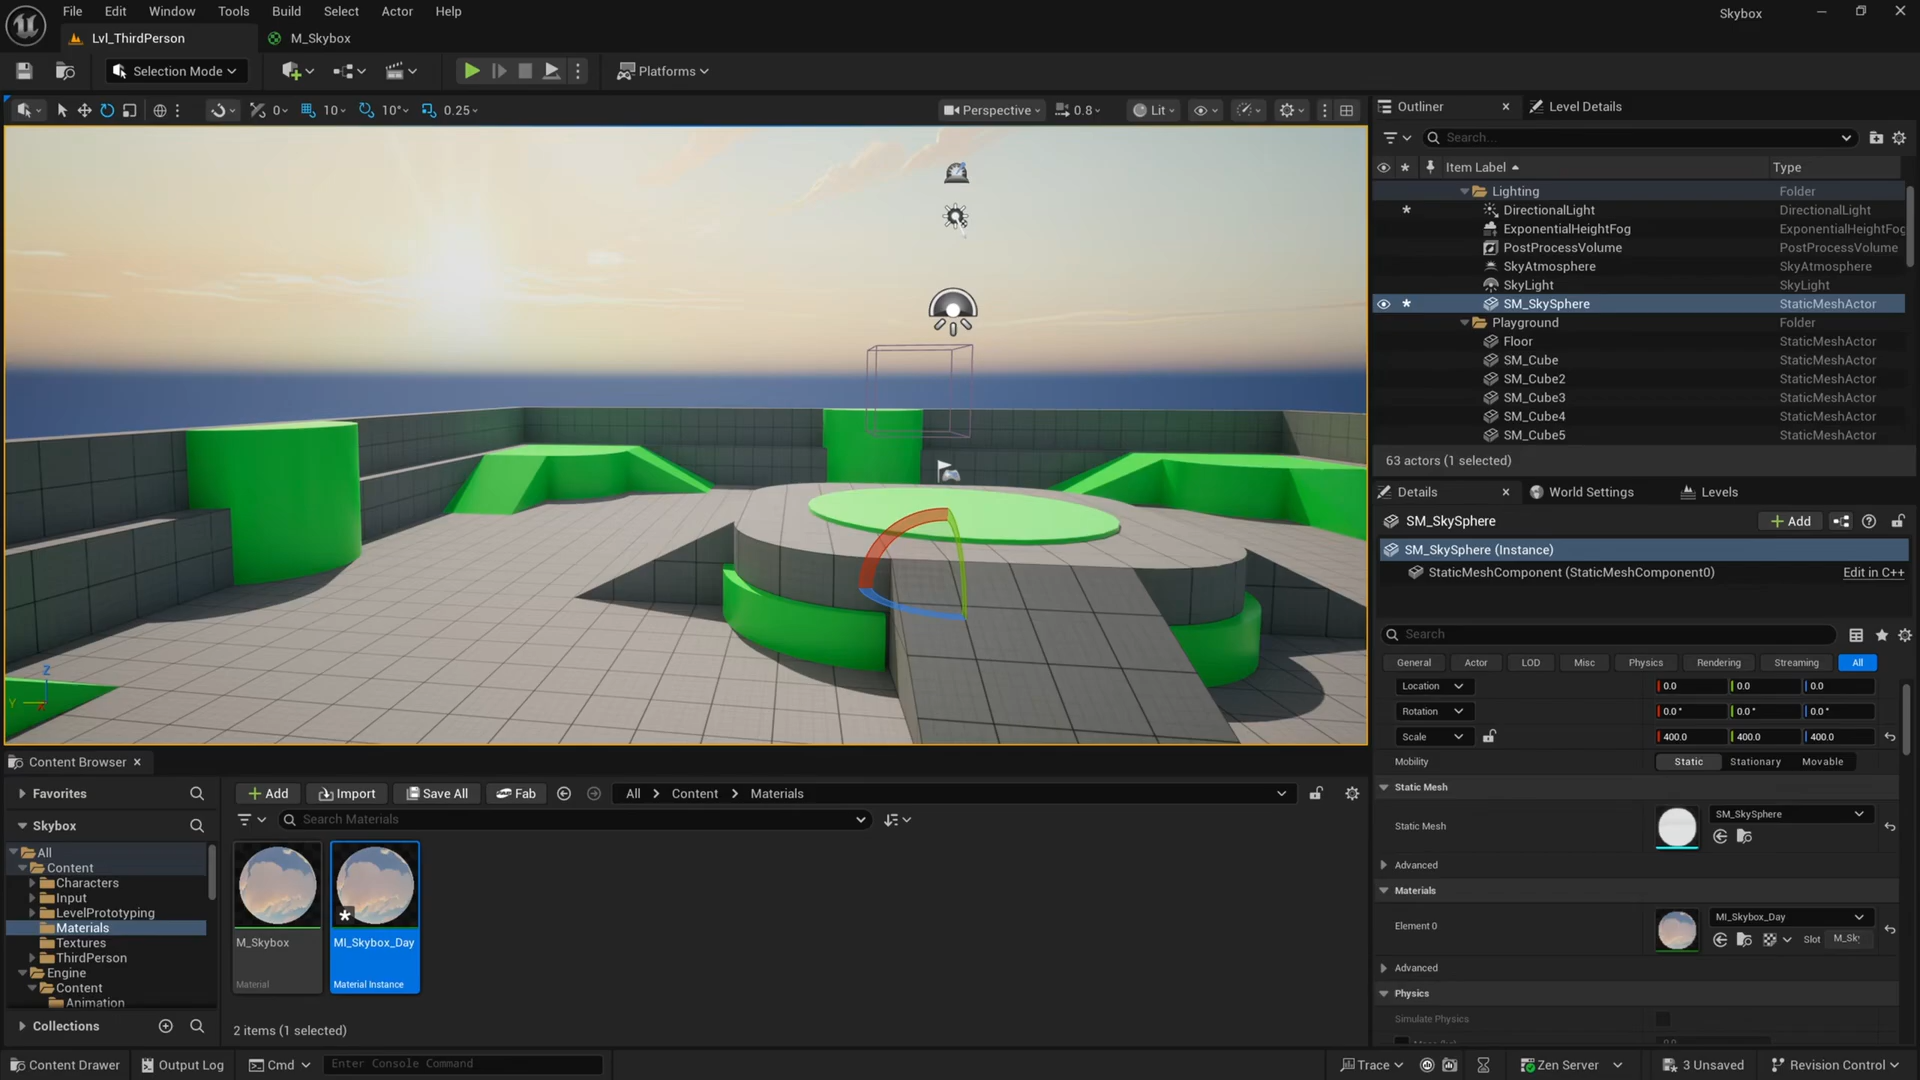 File Edit Window Tools Build Select Actor Help
Skybox
Lvl_ThirdPerson
M_Skybox
Selection Mode
Platforms
0
10
10°
0.25
Perspective
0.8
Lit
Z
Y
Outliner
Level Details
Search...
Item Label
Type
Lighting Folder
DirectionalLight DirectionalLight
ExponentialHeightFog ExponentialHeightFog
PostProcessVolume PostProcessVolume
SkyAtmosphere SkyAtmosphere
SkyLight SkyLight
SM_SkySphere StaticMeshActor
Playground Folder
Floor StaticMeshActor
SM_Cube StaticMeshActor
SM_Cube2 StaticMeshActor
SM_Cube3 StaticMeshActor
SM_Cube4 StaticMeshActor
SM_Cube5 StaticMeshActor
63 actors (1 selected)
Details
World Settings
Levels
SM_SkySphere
Add
SM_SkySphere (Instance)
StaticMeshComponent (StaticMeshComponent0)
Edit in C++
Search
General Actor LOD Misc Physics Rendering Streaming All
Location 0.0 0.0 0.0
Rotation 0.0 ° 0.0 ° 0.0 °
Scale 400.0 400.0 400.0
Mobility Static Stationary Movable
Static Mesh
Static Mesh SM_SkySphere
Advanced
Materials
Element 0 MI_Skybox_Day
Slot M_Sky
Advanced
Physics
Simulate Physics
Content Browser
Favorites
Skybox
All
Content
Characters
Input
LevelPrototyping
Materials
Textures
ThirdPerson
Engine
Content
Animation
Collections
Add
Import
Save All
Fab
All
Content
Materials
Search Materials
M_Skybox
Material
MI_Skybox_Day
Material Instance
2 items (1 selected)
Content Drawer
Output Log
Cmd
Enter Console Command
Trace
Zen Server
3 Unsaved
Revision Control